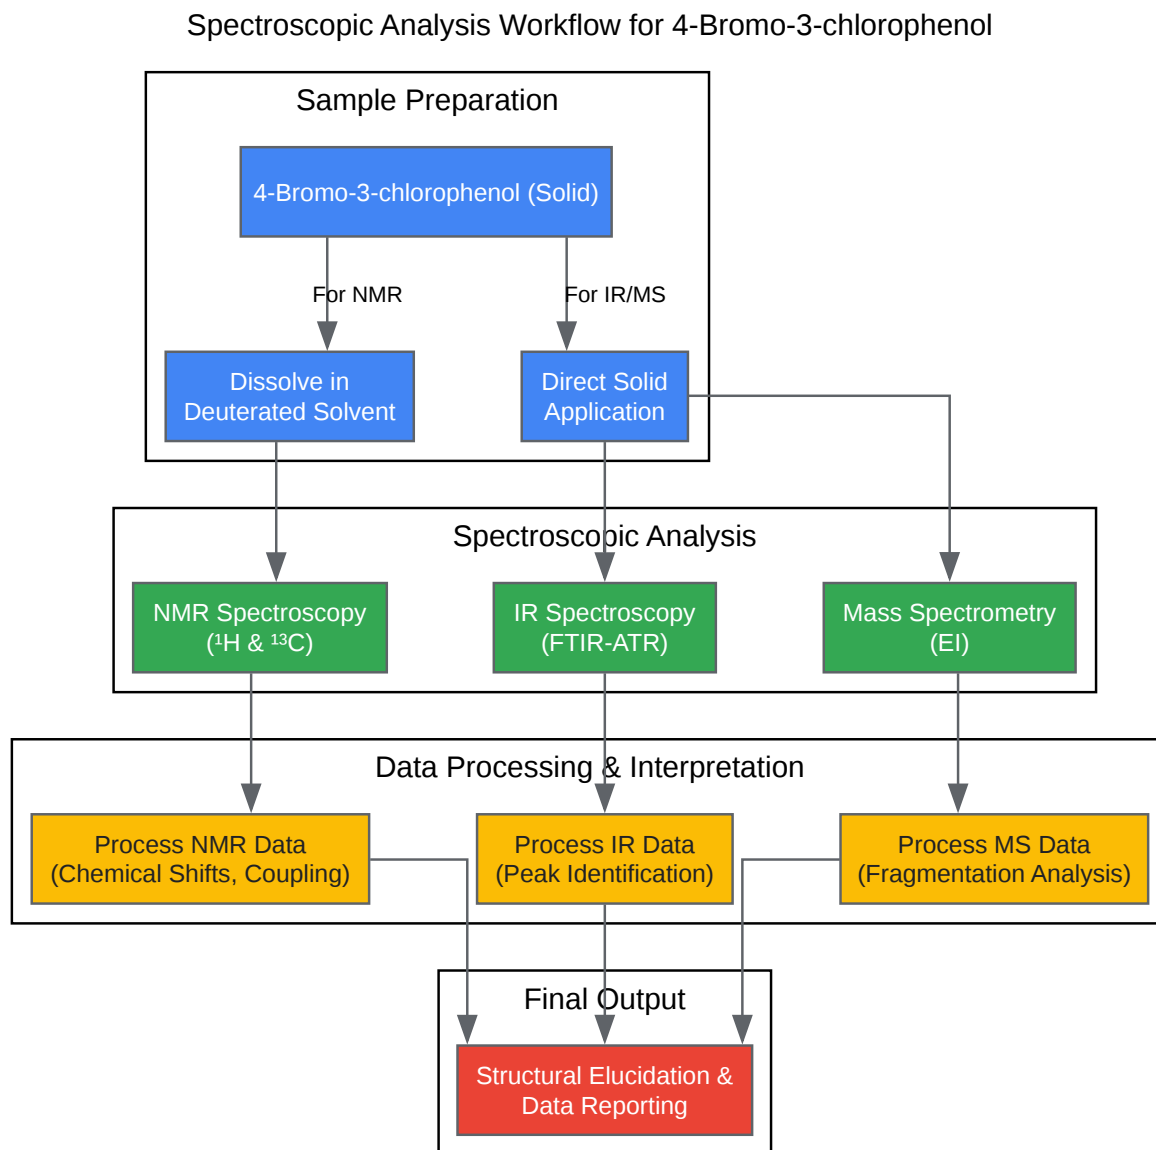 Spectroscopic Analysis Workflow for 4-Bromo-3-chlorophenol
Sample Preparation
4-Bromo-3-chlorophenol (Solid)
For NMR
For IR/MS
Dissolve in
Deuterated Solvent
Direct Solid
Application
Spectroscopic Analysis
NMR Spectroscopy
(¹H & ¹³C)
IR Spectroscopy
(FTIR-ATR)
Mass Spectrometry
(EI)
Data Processing & Interpretation
Process NMR Data
(Chemical Shifts, Coupling)
Process IR Data
(Peak Identification)
Process MS Data
(Fragmentation Analysis)
Final Output
Structural Elucidation &
Data Reporting